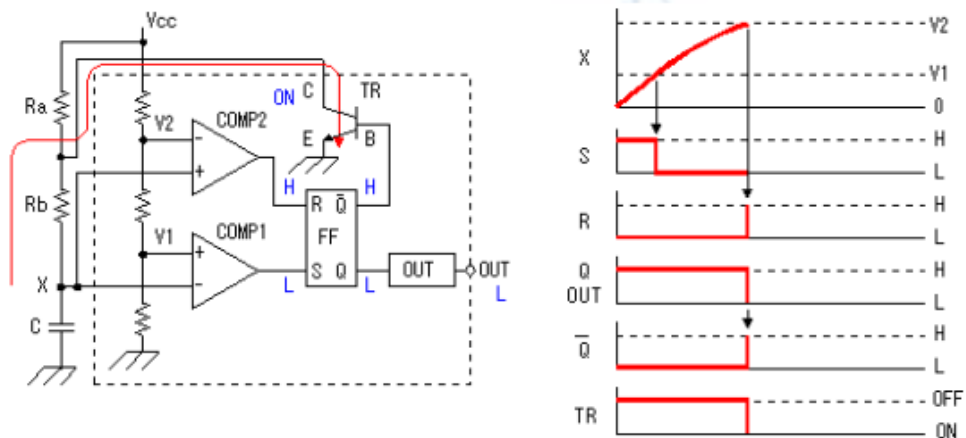 Vcc
C TR
ON
Ra
V2
COMP2
E
B
H
H
Rb
R Q̅
V1
COMP1
FF
X
S Q
OUT
OUT
L
L
L
C
X
V2
V1
0
S
H
L
R
H
L
Q
OUT
H
L
Q̅
H
L
TR
OFF
ON